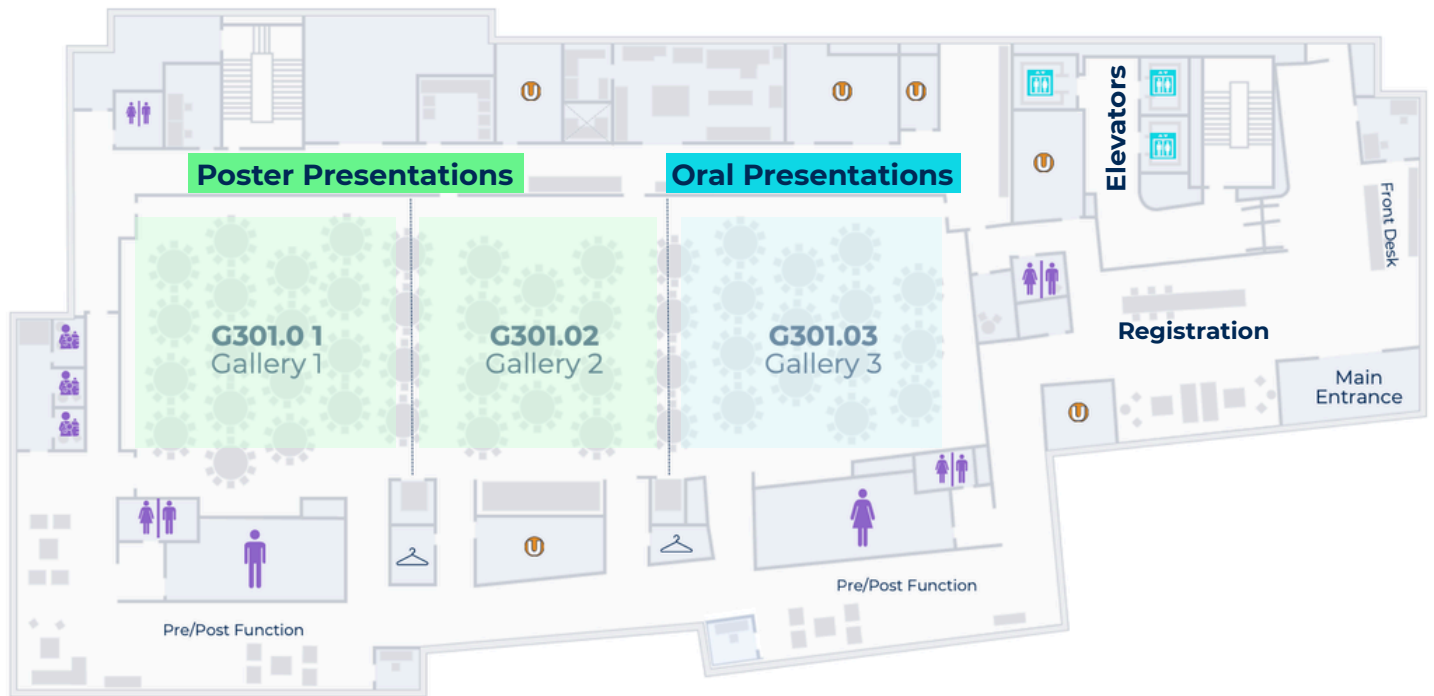 Elevators
Poster Presentations
Oral Presentations
Front Desk
G301.0 1
Gallery 1
G301.02
Gallery 2
G301.03
Gallery 3
Registration
Main
Entrance
Pre/Post Function
Pre/Post Function